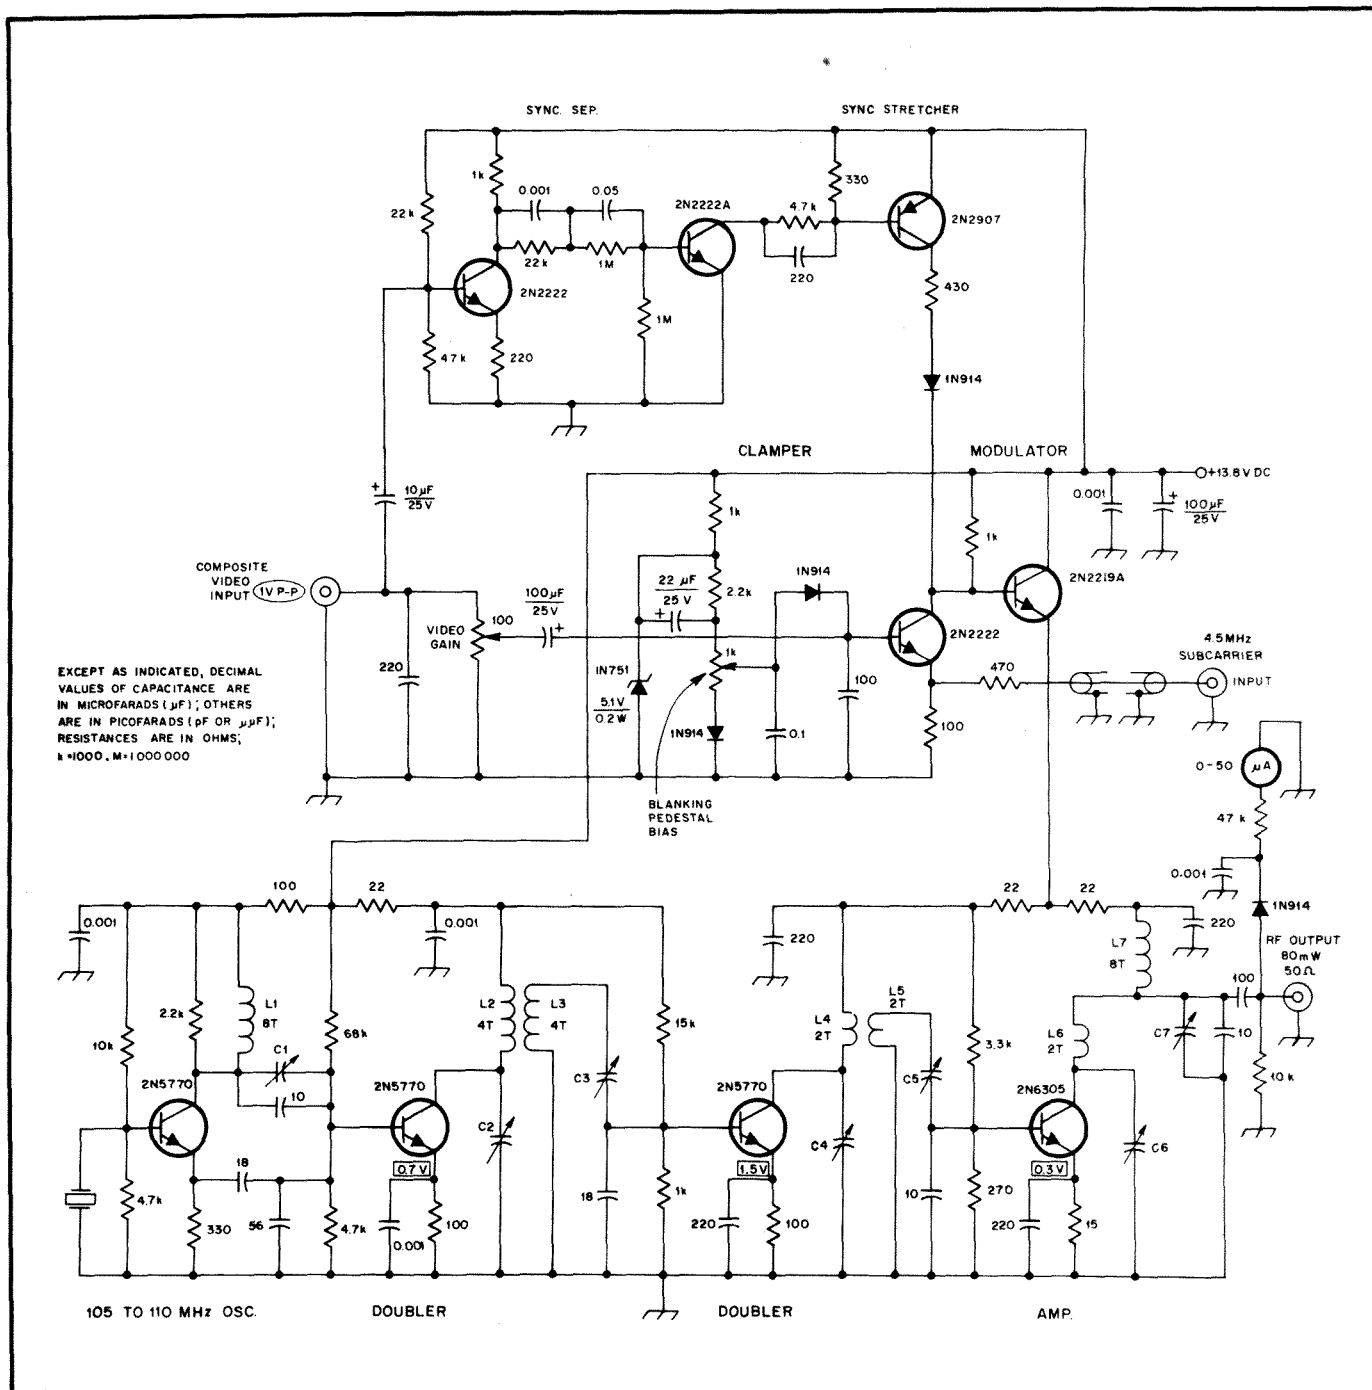 SYNC. SEP.
SYNC STRETCHER
1k
0.001
0.05
2N2222A
330
22k
4.7k
2N2907
22k
1M
220
2N2222
430
1M
47k
220
1N914
CLAMPER
MODULATOR
+13.8V DC
10µF
25V
+
0.001
+
100µF
25V
1k
1k
COMPOSITE
VIDEO
INPUT
1V P-P
22 µF
25V
+
2.2k
1N914
2N2219A
100µF
25V
+
100
VIDEO
GAIN
2N2222
4.5MHz
SUBCARRIER
INPUT
1k
470
EXCEPT AS INDICATED, DECIMAL
VALUES OF CAPACITANCE ARE
IN MICROFARADS (µF); OTHERS
ARE IN PICOFARADS (pF OR µµF);
RESISTANCES ARE IN OHMS;
k=1000, M=1000000
220
1N751
5.1V
0.2W
100
1N914
0.1
100
0-50
µA
BLANKING
PEDESTAL
BIAS
47k
0.001
100
22
22
22
1N914
0.001
0.001
220
220
L7
8T
RF OUTPUT
80mW
50Ω
100
2.2k
L1
8T
L2
4T
L3
4T
L5
2T
L4
2T
10k
68k
15k
3.3k
L6
2T
C7
10
C1
C3
C5
10k
2N5770
10
2N5770
2N5770
2N6305
C2
C4
C6
18
0.7V
1.5V
0.3V
4.7k
330
56
4.7k
0.001
100
18
1k
220
100
10
270
220
15
105 TO 110 MHz OSC.
DOUBLER
DOUBLER
AMP.